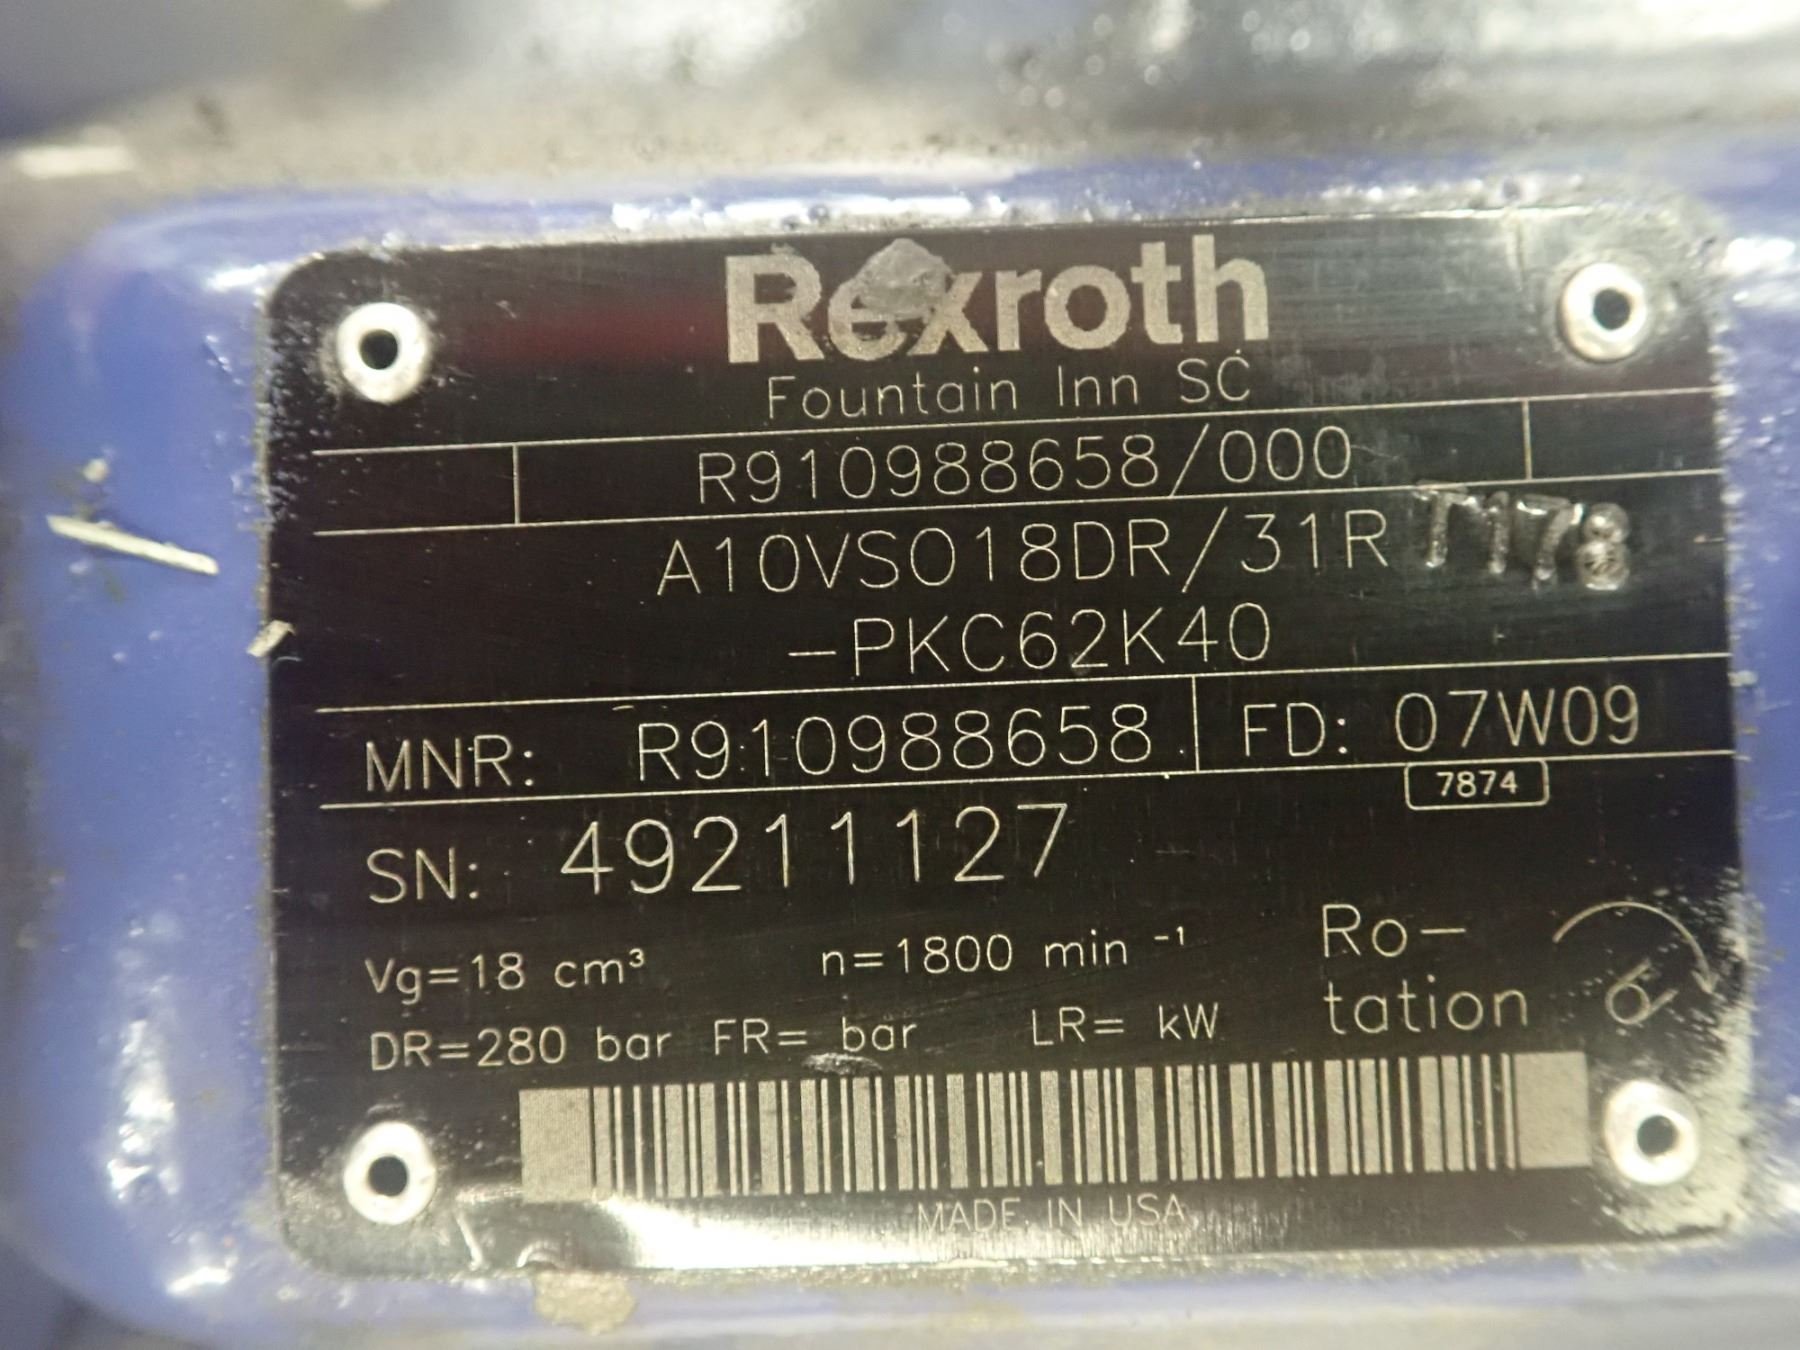 Rexroth
Fountain Inn SC
R910988658/000
A10VSO18DR/31R T178
-PKC62K40
MNR: R910988658 FD: 07W09
7874
SN: 49211127
Vg=18 cm³ n=1800 min ⁻¹
Ro-
tation
DR=280 bar FR= bar LR= kW
MADE IN USA